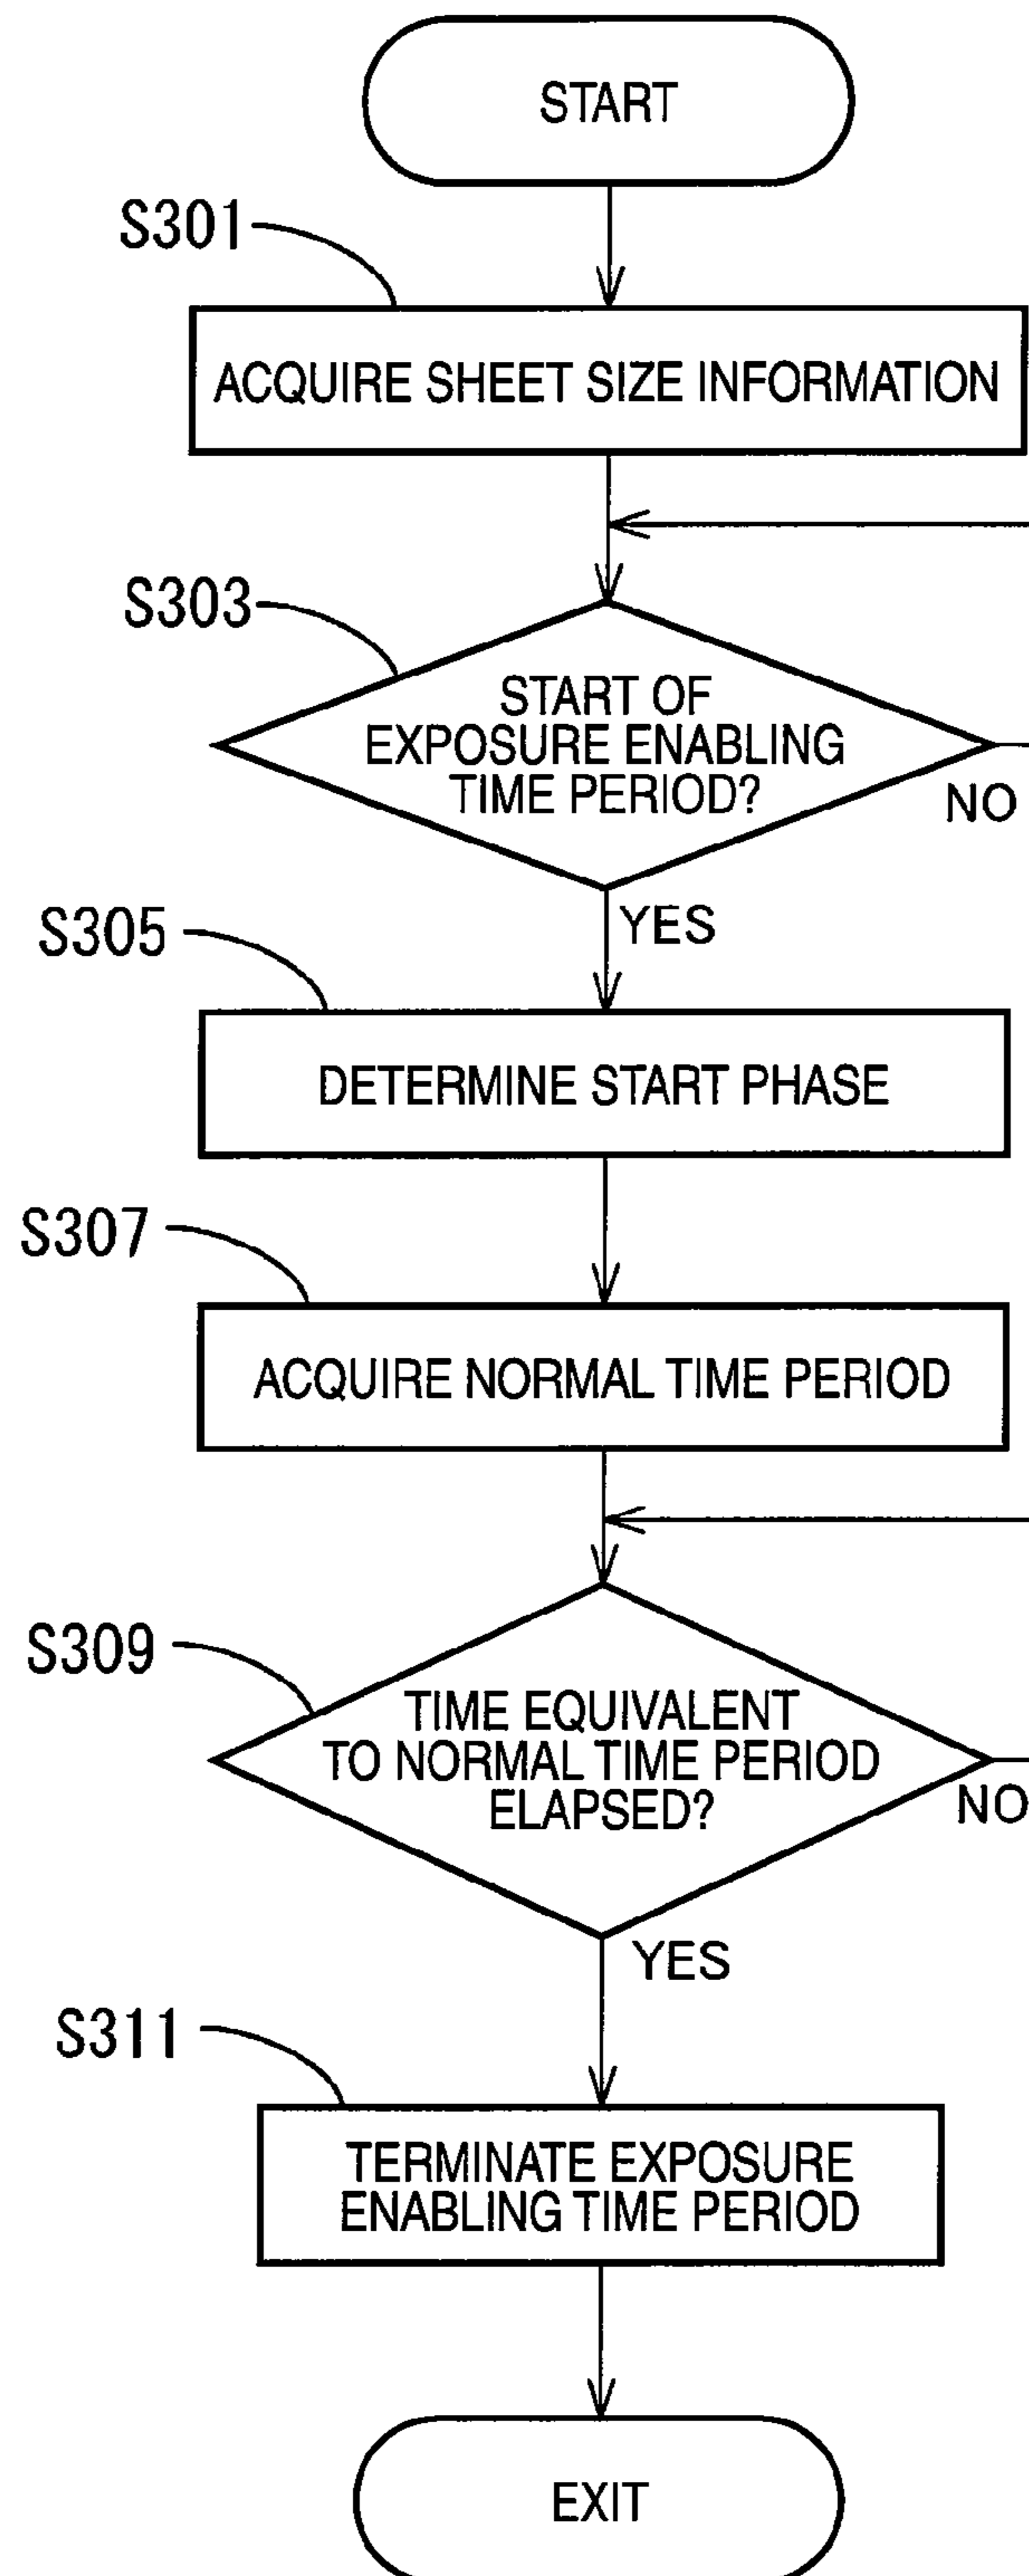 START
S301
ACQUIRE SHEET SIZE INFORMATION
S303
START OF
EXPOSURE ENABLING
TIME PERIOD?
NO
YES
S305
DETERMINE START PHASE
S307
ACQUIRE NORMAL TIME PERIOD
S309
TIME EQUIVALENT
TO NORMAL TIME PERIOD
ELAPSED?
NO
YES
S311
TERMINATE EXPOSURE
ENABLING TIME PERIOD
EXIT